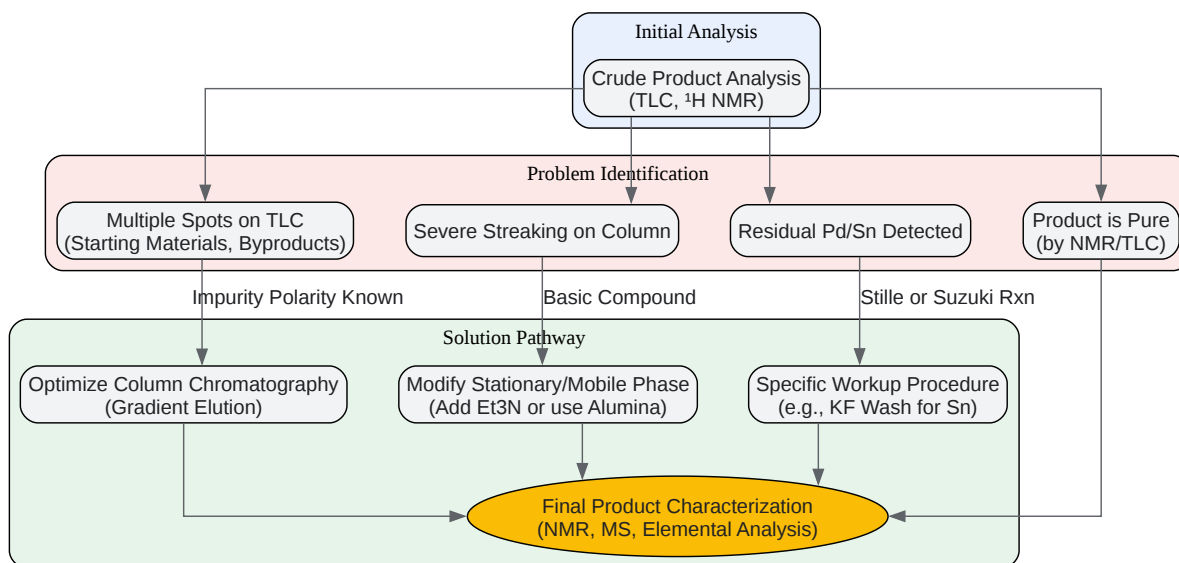 Initial Analysis
Crude Product Analysis
(TLC, ¹H NMR)
Problem Identification
Multiple Spots on TLC
(Starting Materials, Byproducts)
Severe Streaking on Column
Residual Pd/Sn Detected
Product is Pure
(by NMR/TLC)
Impurity Polarity Known
Basic Compound
Stille or Suzuki Rxn
Solution Pathway
Optimize Column Chromatography
(Gradient Elution)
Modify Stationary/Mobile Phase
(Add Et3N or use Alumina)
Specific Workup Procedure
(e.g., KF Wash for Sn)
Final Product Characterization
(NMR, MS, Elemental Analysis)